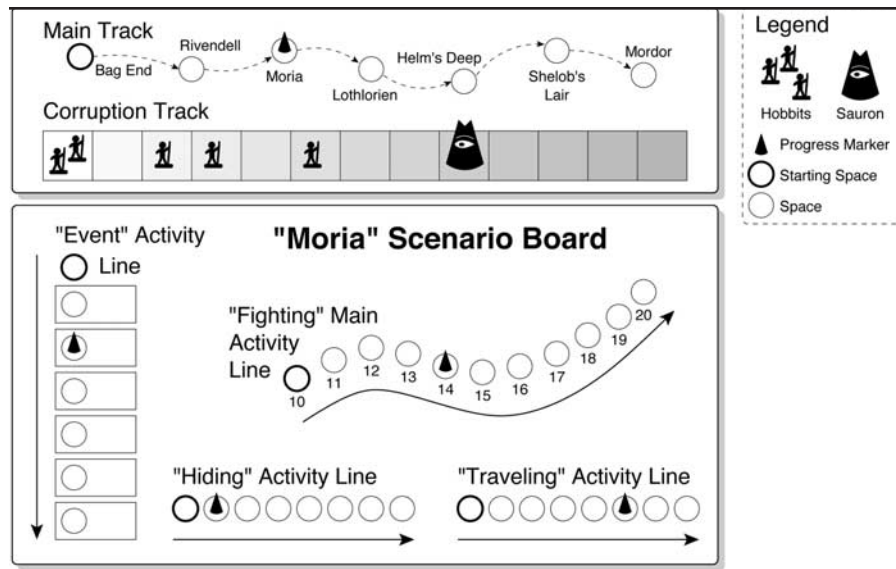 Main Track
Rivendell
Helm's Deep
Mordor
Bag End
Moria
Lothlorien
Shelob's
Lair
Corruption Track
Legend
Hobbits
Sauron
Progress Marker
Starting Space
Space
"Event" Activity
Line
"Moria" Scenario Board
"Fighting" Main
Activity
Line
10
11
12
13
14
15
16
17
18
19
20
"Hiding" Activity Line
"Traveling" Activity Line